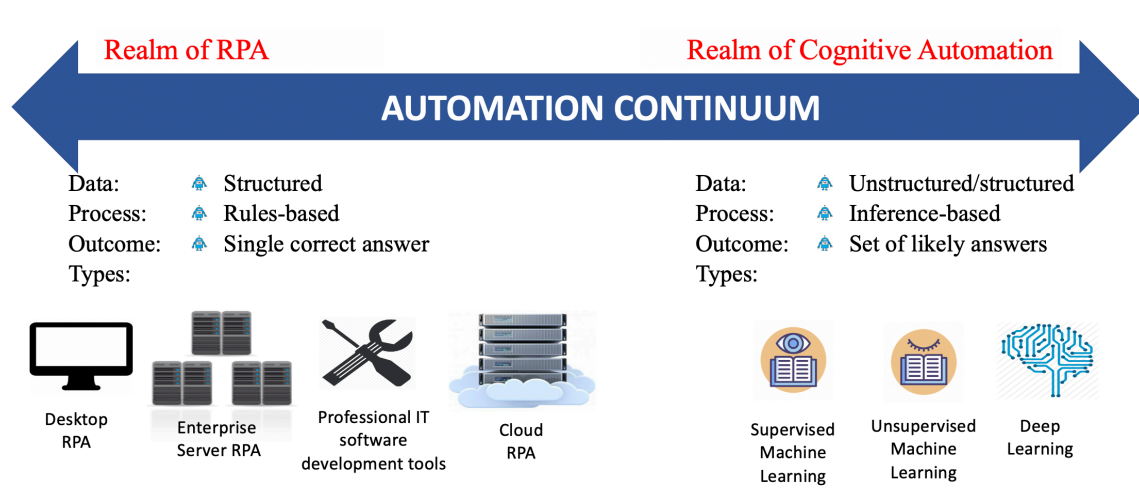 Realm of RPA
Realm of Cognitive Automation
AUTOMATION CONTINUUM
Data: Structured
Process: Rules-based
Outcome: Single correct answer
Types:
Data: Unstructured/structured
Process: Inference-based
Outcome: Set of likely answers
Types:
Desktop
RPA
Enterprise
Server RPA
Professional IT
software
development tools
Cloud
RPA
Supervised
Machine
Learning
Unsupervised
Machine
Learning
Deep
Learning